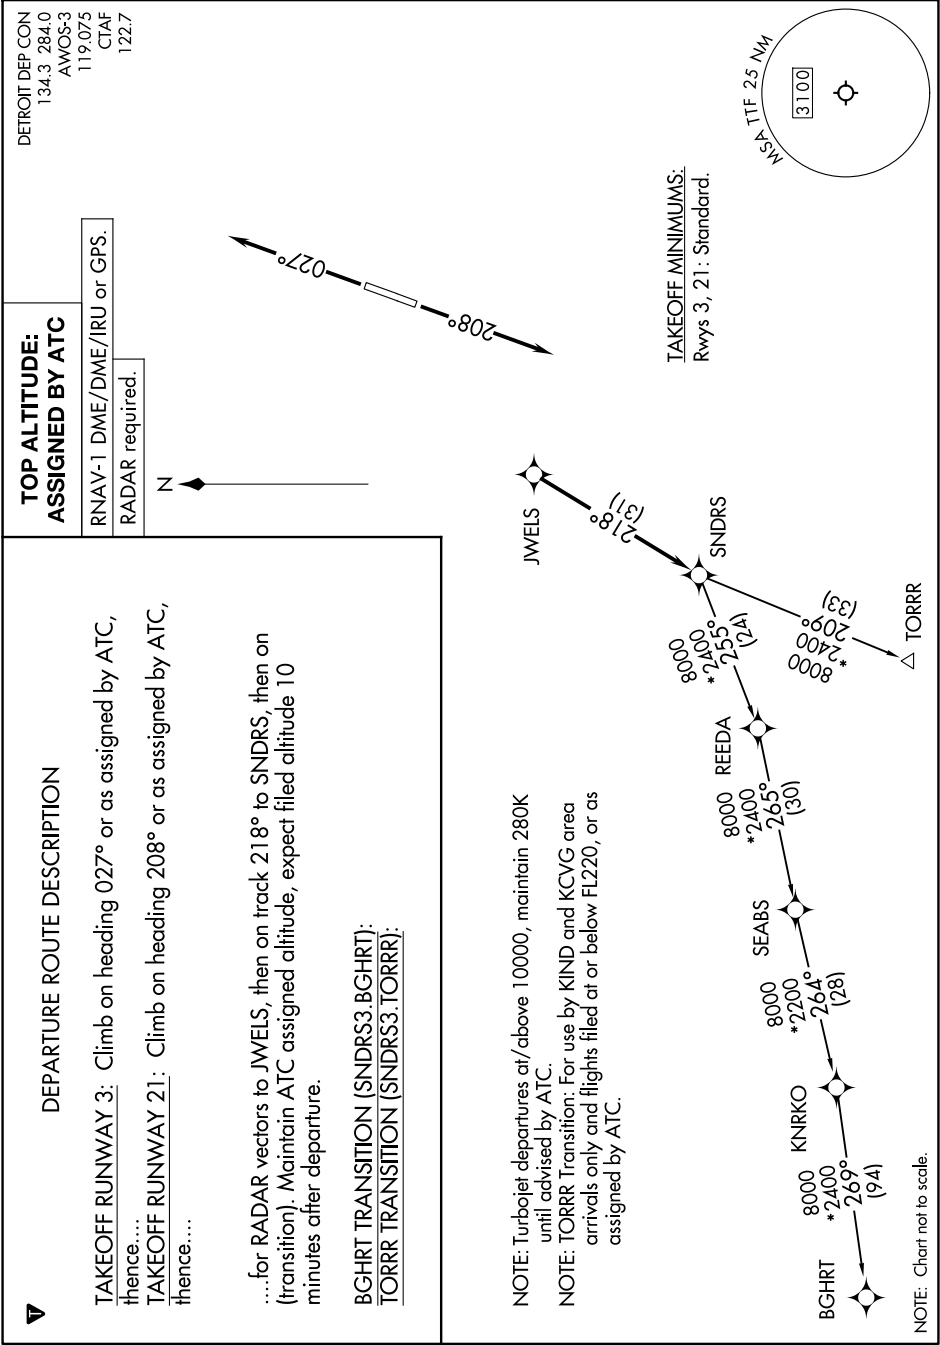 DEPARTURE ROUTE DESCRIPTION
T
TAKEOFF RUNWAY 3: Climb on heading 027° or as assigned by ATC,
thence....
TAKEOFF RUNWAY 21: Climb on heading 208° or as assigned by ATC,
thence....
....for RADAR vectors to JWELS, then on track 218° to SNDRS, then on
(transition). Maintain ATC assigned altitude, expect filed altitude 10
minutes after departure.
BGHRT TRANSITION (SNDRS3.BGHRT):
TORRR TRANSITION (SNDRS3.TORRR):
TOP ALTITUDE:
ASSIGNED BY ATC
RNAV-1 DME/DME/IRU or GPS.
RADAR required.
DETROIT DEP CON
134.3 284.0
AWOS-3
119.075
CTAF
122.7
N
027°
208°
NOTE: Turbojet departures at/above 10000, maintain 280K
until advised by ATC.
NOTE: TORRR Transition: For use by KIND and KCVG area
arrivals only and flights filed at or below FL220, or as
assigned by ATC.
JWELS
218°
(31)
SNDRS
8000
*2400
255°
(24)
8000
*2400
209°
(33)
TORRR
REEDA
8000
*2400
265°
(30)
SEABS
8000
*2200
264°
(28)
KNRKO
8000
*2400
269°
(94)
BGHRT
TAKEOFF MINIMUMS:
Rwys 3, 21: Standard.
MSA TTF 25 NM
3100
NOTE: Chart not to scale.